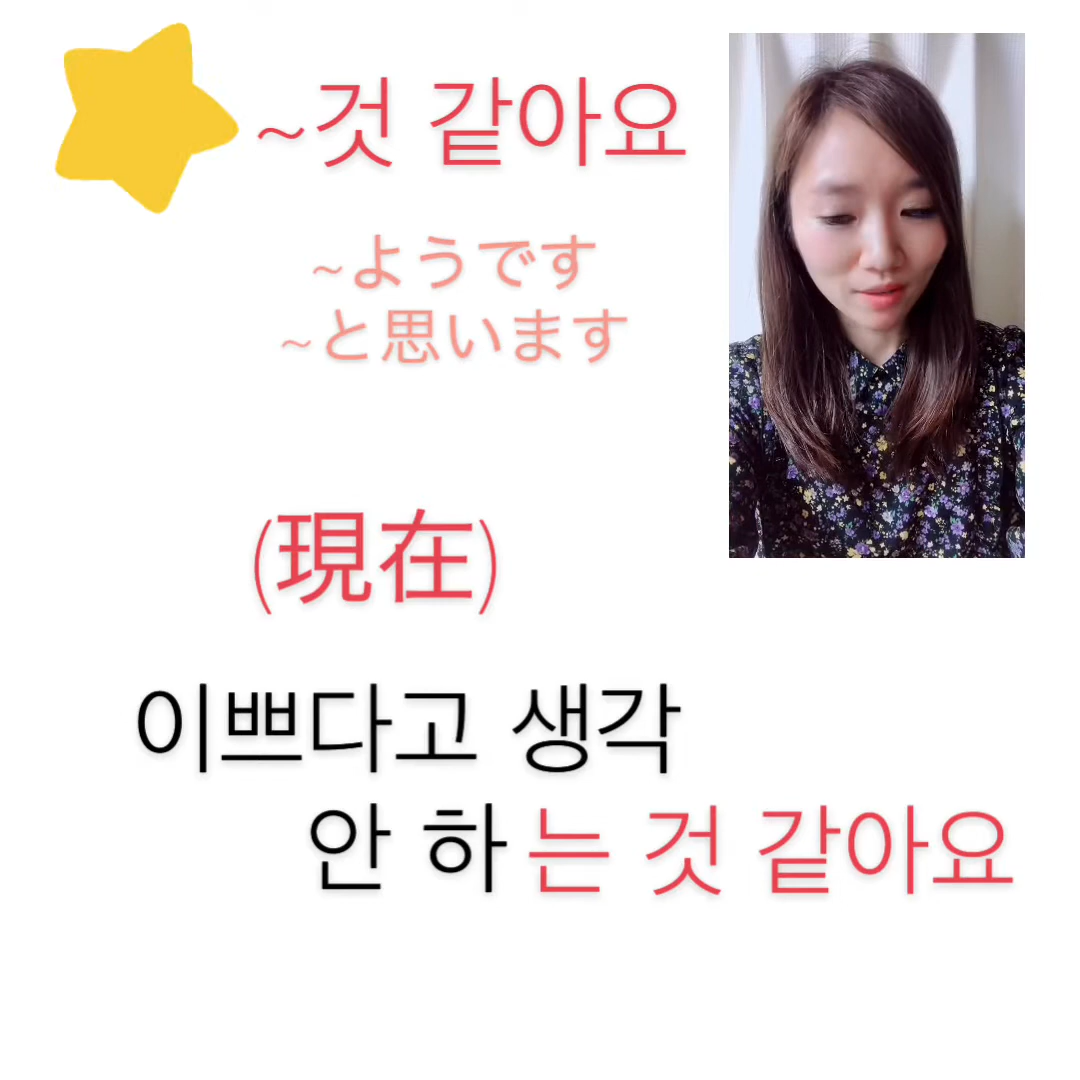 ~것 같아요
~ようです
~と思います
(現在)
이쁘다고 생각
안 하는 것 같아요